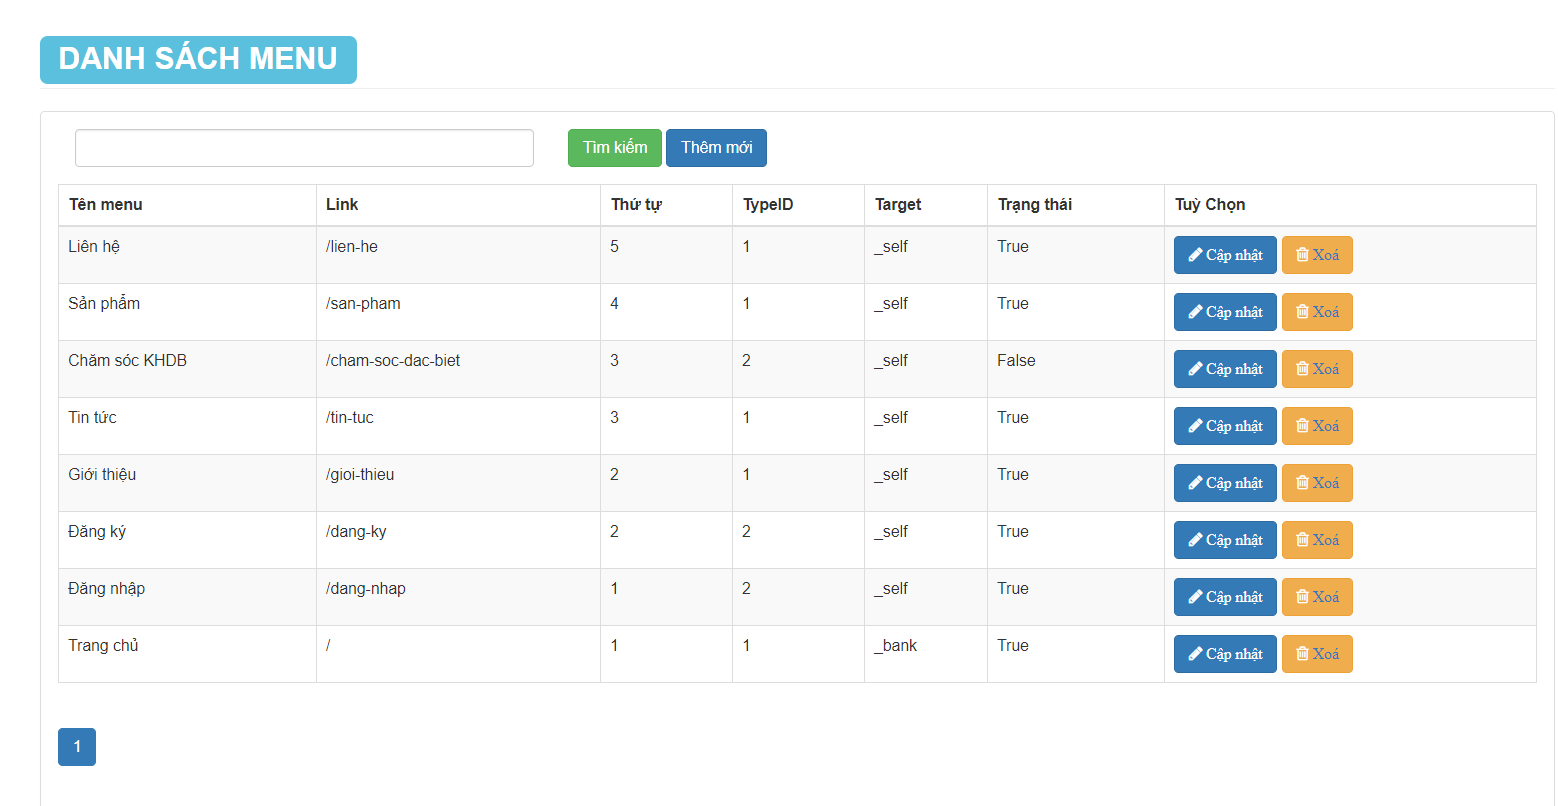 DANH SÁCH MENU
Tìm kiếm Thêm mới
Tên menu Link Thứ tự TypeID Target Trạng thái Tuỳ Chọn
Liên hệ /lien-he 5 1 _self True Cập nhật Xoá
Sản phẩm /san-pham 4 1 _self True Cập nhật Xoá
Chăm sóc KHDB /cham-soc-dac-biet 3 2 _self False Cập nhật Xoá
Tin tức /tin-tuc 3 1 _self True Cập nhật Xoá
Giới thiệu /gioi-thieu 2 1 _self True Cập nhật Xoá
Đăng ký /dang-ky 2 2 _self True Cập nhật Xoá
Đăng nhập /dang-nhap 1 2 _self True Cập nhật Xoá
Trang chủ / 1 1 _bank True Cập nhật Xoá
1